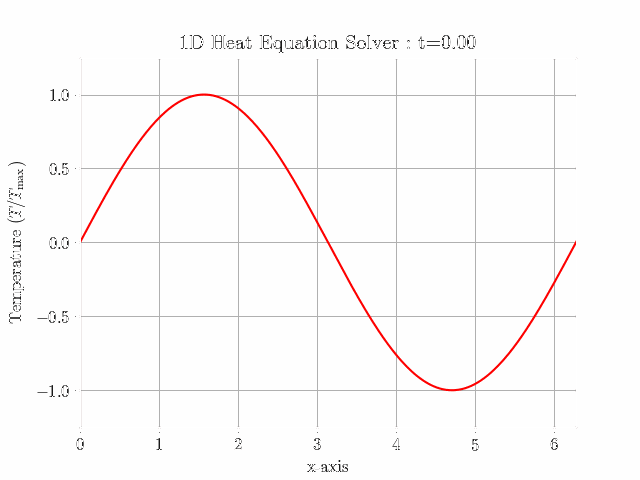 1D Heat Equation Solver : t=0.00
Temperature (T/Tmax)
1.0
0.5
0.0
−0.5
−1.0
0 1 2 3 4 5 6
x-axis